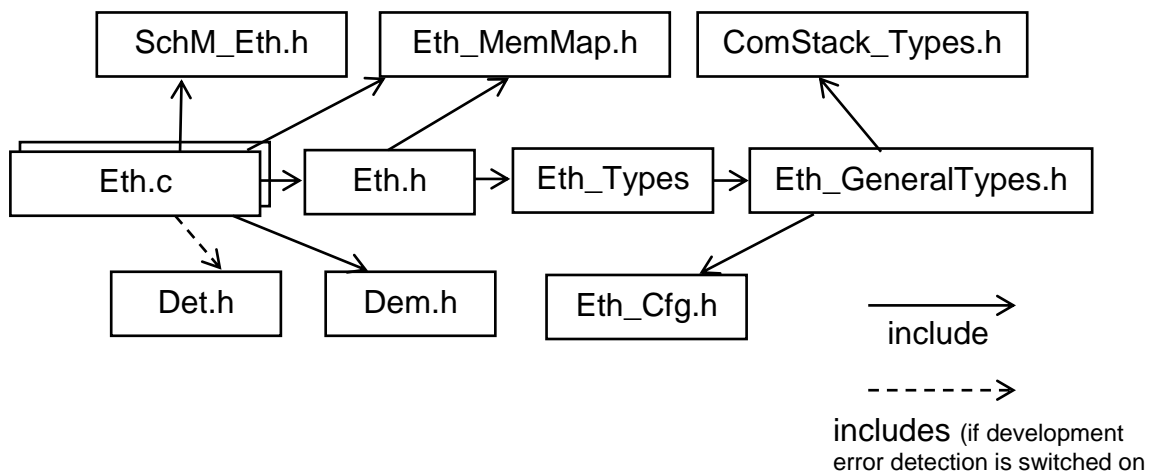 SchM_Eth.h
Eth_MemMap.h
ComStack_Types.h
Eth.c
Eth.h
Eth_Types
Eth_GeneralTypes.h
Det.h
Dem.h
Eth_Cfg.h
include
includes (if development
error detection is switched on